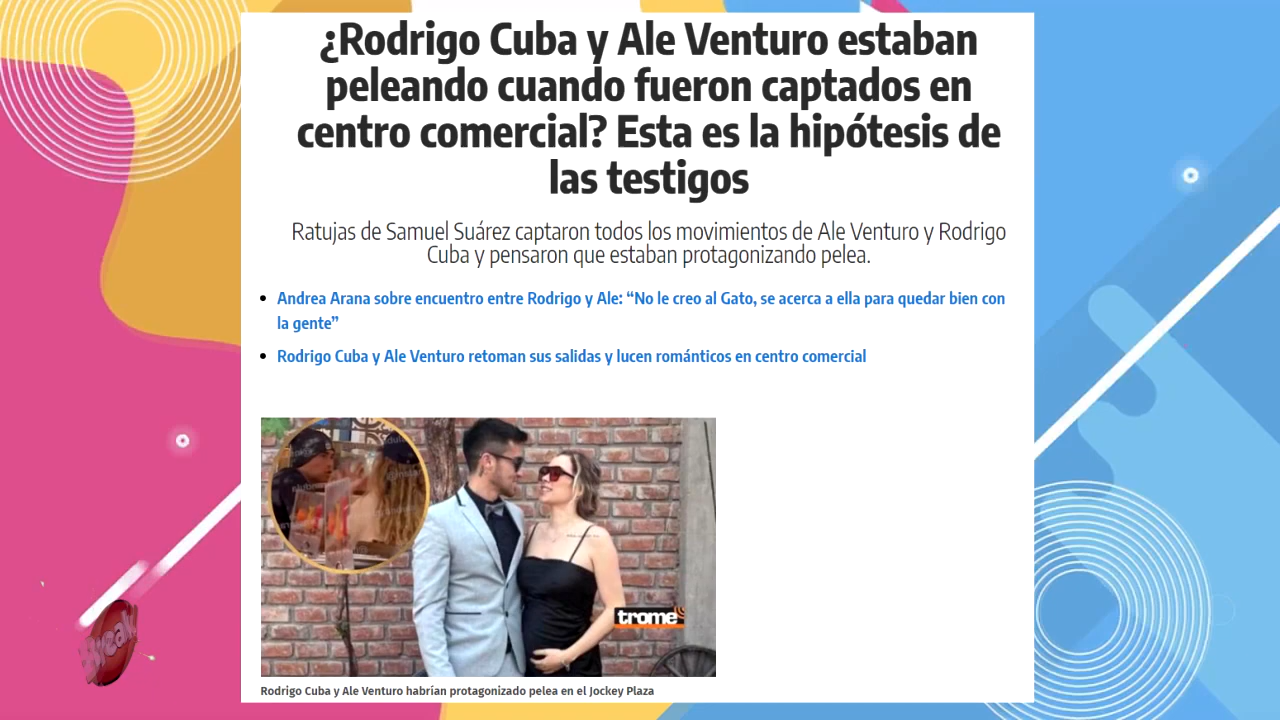 ¿Rodrigo Cuba y Ale Venturo estaban
peleando cuando fueron captados en
centro comercial? Esta es la hipótesis de
las testigos
Ratujas de Samuel Suárez captaron todos los movimientos de Ale Venturo y Rodrigo
Cuba y pensaron que estaban protagonizando pelea.
Andrea Arana sobre encuentro entre Rodrigo y Ale: “No le creo al Gato, se acerca a ella para quedar bien con
la gente”
Rodrigo Cuba y Ale Venturo retoman sus salidas y lucen románticos en centro comercial
trome
Rodrigo Cuba y Ale Venturo habrían protagonizado pelea en el Jockey Plaza